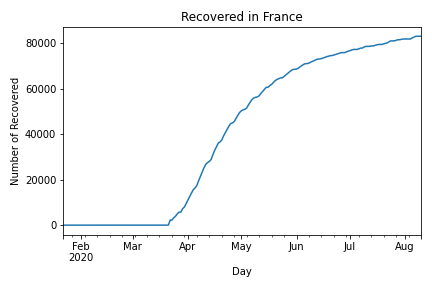 Recovered in France
80000
60000
40000
20000
0
Number of Recovered
Feb Mar Apr May Jun Jul Aug
2020
Day